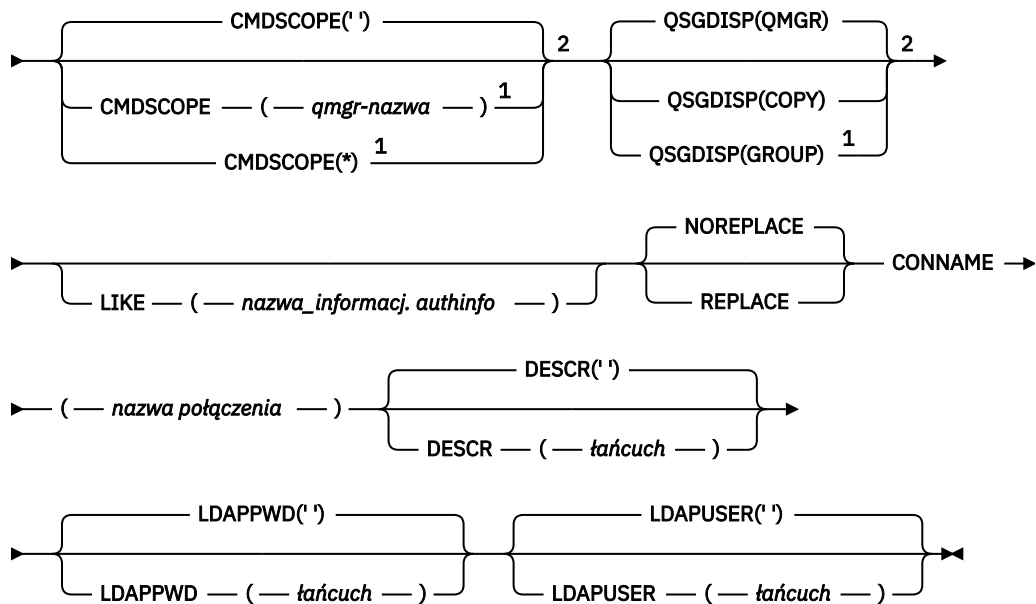 CMDSCOPE(' ') QSGDISP(QMGR)
2 2
CMDSCOPE ( qmgr-nazwa ) 1 QSGDISP(COPY)
CMDSCOPE(*) 1 QSGDISP(GROUP) 1
NOREPLACE
CONNAME
LIKE ( nazwa_informacj. authinfo ) REPLACE
DESCR(' ')
( nazwa połączenia )
DESCR ( łańcuch )
LDAPPWD(' ') LDAPUSER(' ')
LDAPPWD ( łańcuch ) LDAPUSER ( łańcuch )